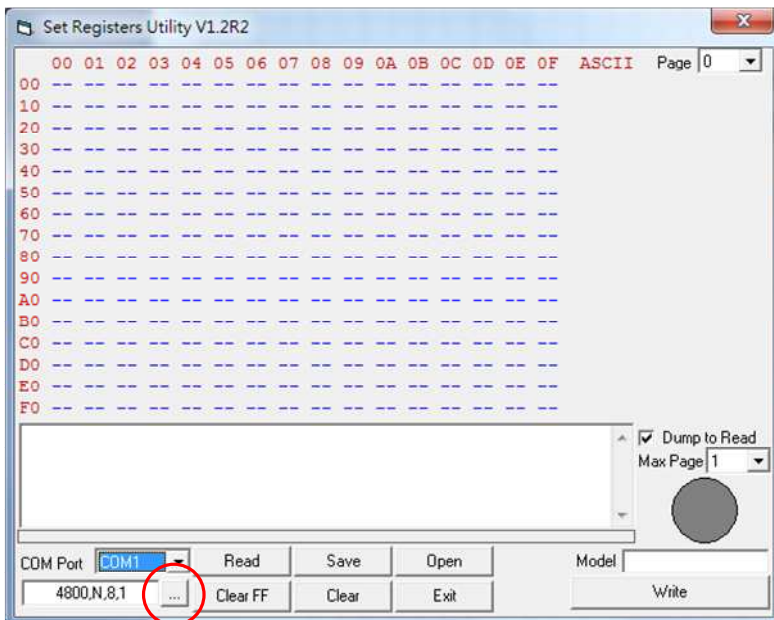 Set Registers Utility V1.2R2
00 01 02 03 04 05 06 07 08 09 0A 0B 0C 0D 0E 0F ASCII Page 0
00 -- -- -- -- -- -- -- -- -- -- -- -- -- -- -- --
10 -- -- -- -- -- -- -- -- -- -- -- -- -- -- -- --
20 -- -- -- -- -- -- -- -- -- -- -- -- -- -- -- --
30 -- -- -- -- -- -- -- -- -- -- -- -- -- -- -- --
40 -- -- -- -- -- -- -- -- -- -- -- -- -- -- -- --
50 -- -- -- -- -- -- -- -- -- -- -- -- -- -- -- --
60 -- -- -- -- -- -- -- -- -- -- -- -- -- -- -- --
70 -- -- -- -- -- -- -- -- -- -- -- -- -- -- -- --
80 -- -- -- -- -- -- -- -- -- -- -- -- -- -- -- --
90 -- -- -- -- -- -- -- -- -- -- -- -- -- -- -- --
A0 -- -- -- -- -- -- -- -- -- -- -- -- -- -- -- --
B0 -- -- -- -- -- -- -- -- -- -- -- -- -- -- -- --
C0 -- -- -- -- -- -- -- -- -- -- -- -- -- -- -- --
D0 -- -- -- -- -- -- -- -- -- -- -- -- -- -- -- --
E0 -- -- -- -- -- -- -- -- -- -- -- -- -- -- -- --
F0 -- -- -- -- -- -- -- -- -- -- -- -- -- -- -- --
Dump to Read
Max Page 1
COM Port COM1 Read Save Open Model
4800,N,8,1 ... Clear FF Clear Exit Write